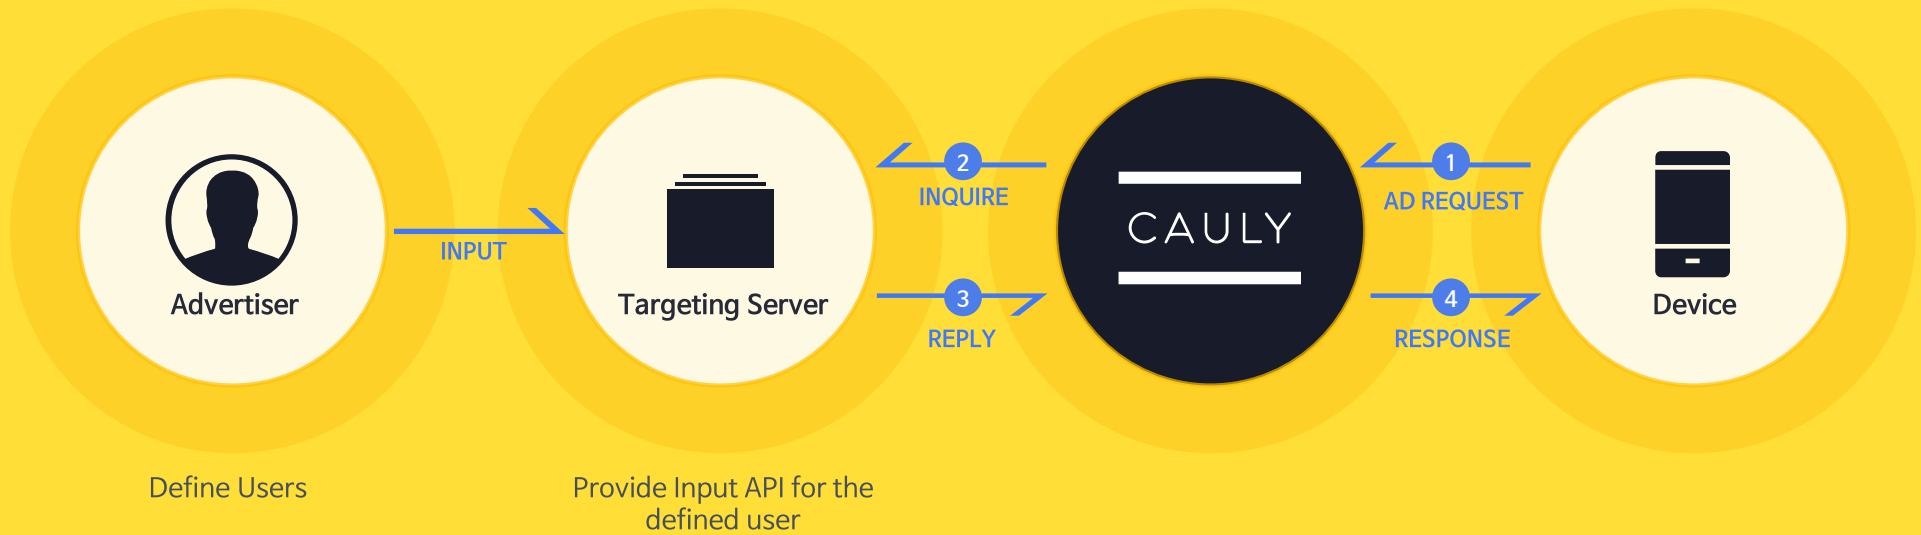 Advertiser
Define Users
INPUT
Targeting Server
Provide Input API for the
defined user
2
INQUIRE
3
REPLY
CAULY
1
AD REQUEST
4
RESPONSE
Device